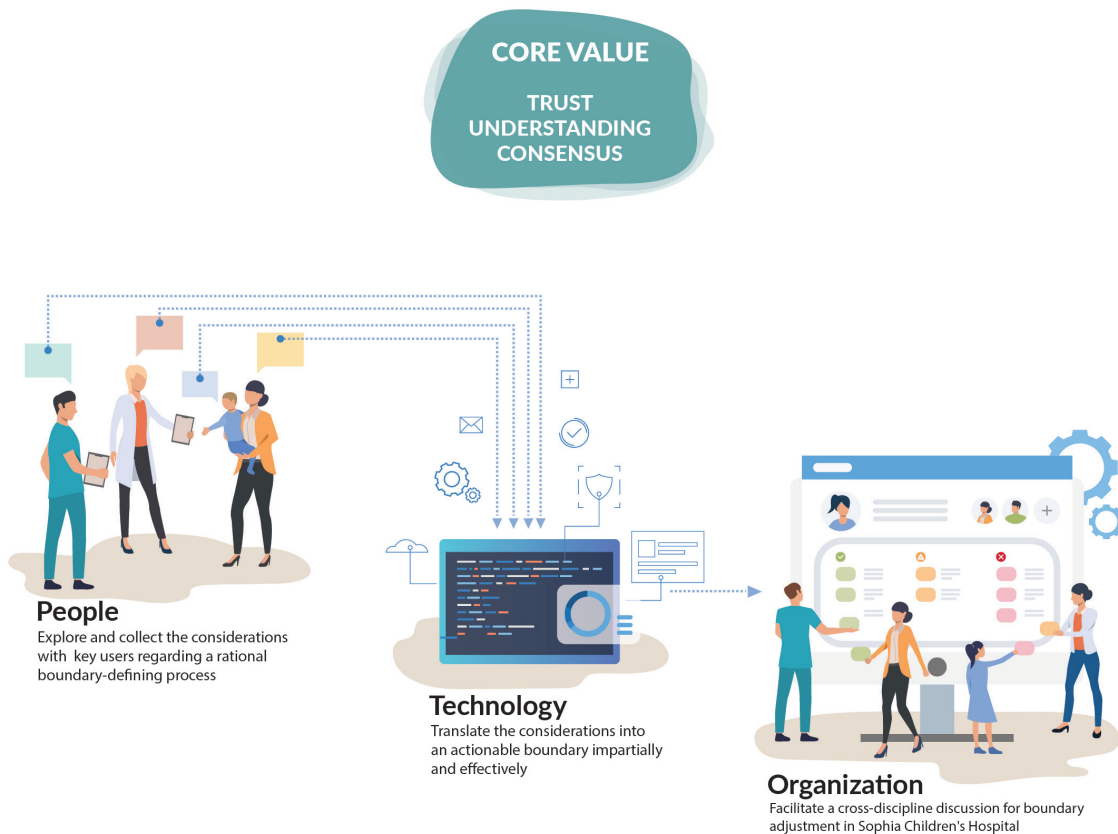 CORE VALUE
TRUST
UNDERSTANDING
CONSENSUS
People
Explore and collect the considerations
with key users regarding a rational
boundary-defining process
Technology
Translate the considerations into
an actionable boundary impartially
and effectively
Organization
Facilitate a cross-discipline discussion for boundary
adjustment in Sophia Children's Hospital